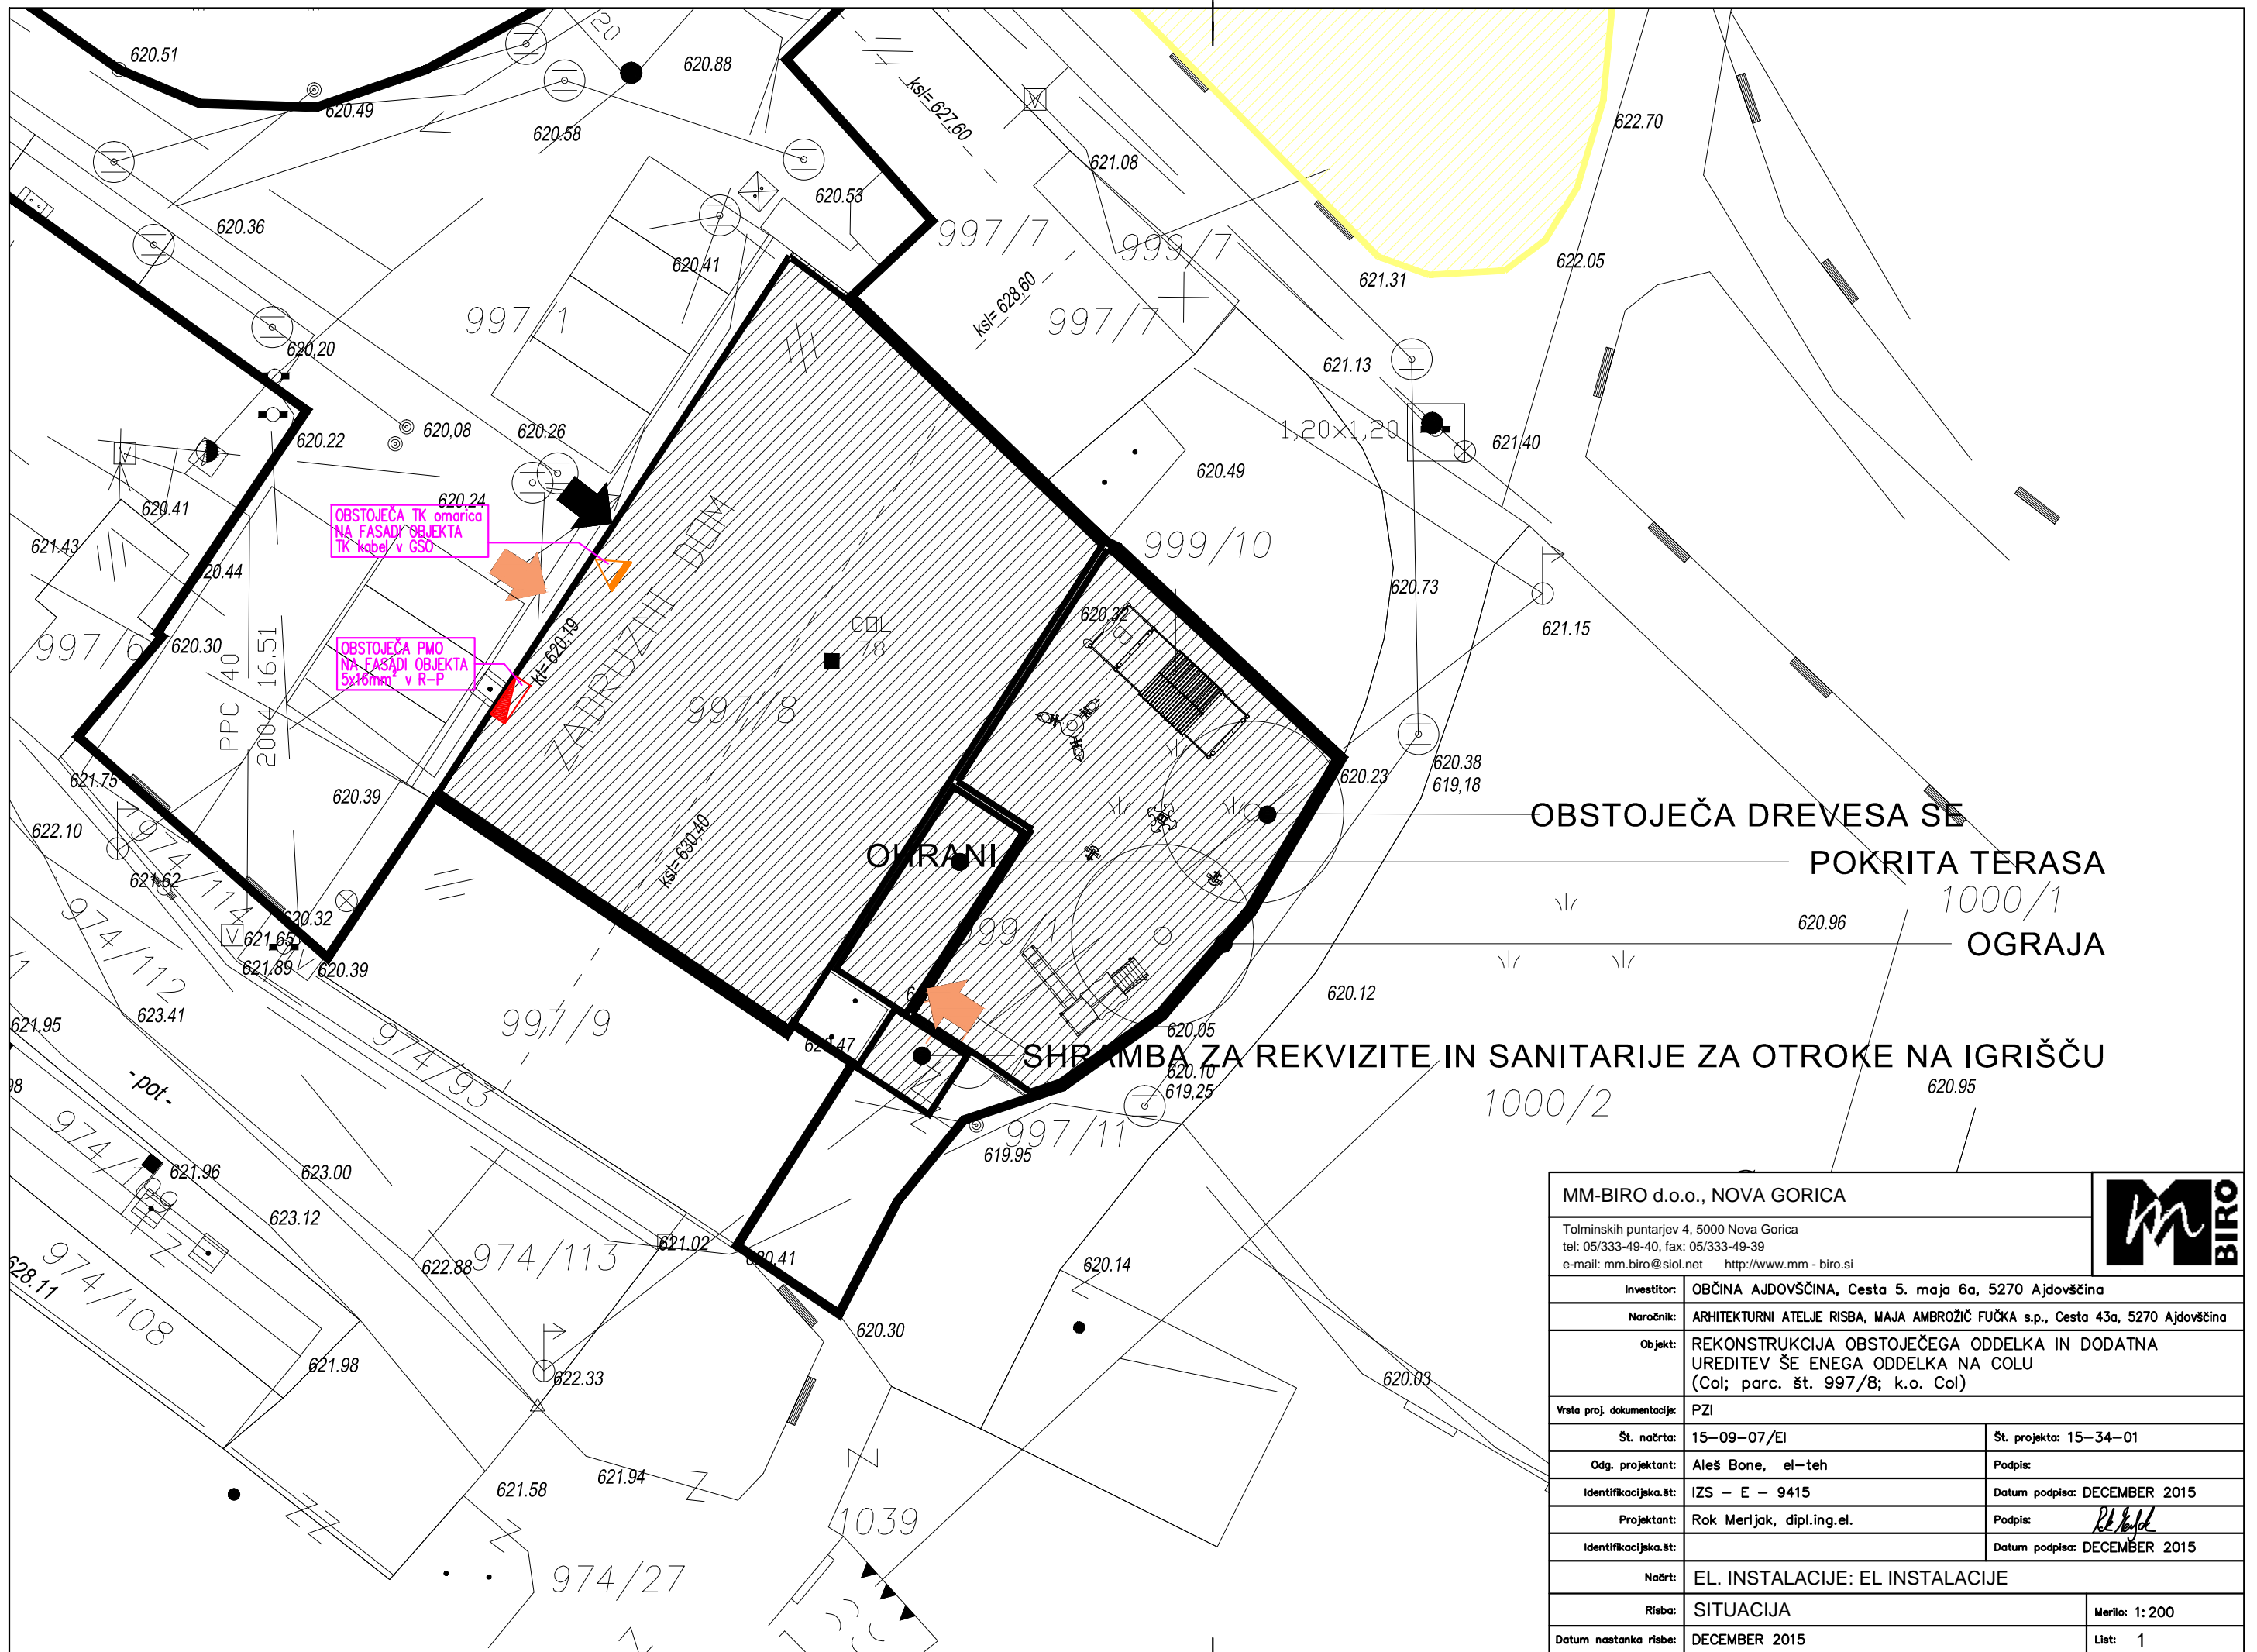 620.51
20
620.88
620.49
620.58
ksl= 627,60
622.70
621.08
620.53
620.36
997/7
999/7
622.05
620,41
621.31
ksl= 628,60
997/1
997/7
620,20
621.13
620.22
620,08
620.26
1,20x1,20
621.40
620.49
620.24
620.41
OBSTOJEČA TK omarica
NA FASADI OBJEKTA
TK kabel v GSO
621.43
999/10
620.44
620.73
620.32
621.15
COL
78
ZADRUŽNI DOM
kt= 620,19
997/6
620.30
PPC 40
2004 16.51
OBSTOJEČA PMO
NA FASADI OBJEKTA
5x16mm² v R-P
997/8
620.38
619,18
620.23
621.75
620.39
OBSTOJEČA DREVESA SE
OHRANI
622.10
974/114
ksl= 630,40
POKRITA TERASA
621.62
1000/1
620.32
620.96
974/112
621.65
999/1
OGRAJA
621.89
620.39
620.12
623.41
621.95
997/9
620.05
974/93
620.47
SHRAMBA ZA REKVIZITE IN SANITARIJE ZA OTROKE NA IGRIŠČU
620.10
619,25
- pot -
620.95
1000/2
974/109
997/11
619.95
621.96
623.00
623.12
974/113
621.02
622.88
620,41
620.14
628.11
974/108
620.30
621.98
622.33
620.03
621.94
621.58
1039
974/27
MM-BIRO d.o.o., NOVA GORICA
Tolminskih puntarjev 4, 5000 Nova Gorica
tel: 05/333-49-40, fax: 05/333-49-39
e-mail: mm.biro@siol.net http://www.mm - biro.si
M BIRO
Investitor: OBČINA AJDOVŠČINA, Cesta 5. maja 6a, 5270 Ajdovščina
Naročnik: ARHITEKTURNI ATELJE RISBA, MAJA AMBROŽIČ FUČKA s.p., Cesta 43a, 5270 Ajdovščina
Objekt: REKONSTRUKCIJA OBSTOJEČEGA ODDELKA IN DODATNA
UREDITEV ŠE ENEGA ODDELKA NA COLU
(Col; parc. št. 997/8; k.o. Col)
Vrsta proj. dokumentacije: PZI
Št. načrta: 15-09-07/EI Št. projekta: 15-34-01
Odg. projektant: Aleš Bone, el-teh Podpis:
Identifikacijska.št: IZS - E - 9415 Datum podpisa: DECEMBER 2015
Projektant: Rok Merljak, dipl.ing.el. Podpis:
Identifikacijska.št: Datum podpisa: DECEMBER 2015
Načrt: EL. INSTALACIJE: EL INSTALACIJE
Risba: SITUACIJA Merilo: 1:200
Datum nastanka risbe: DECEMBER 2015 List: 1